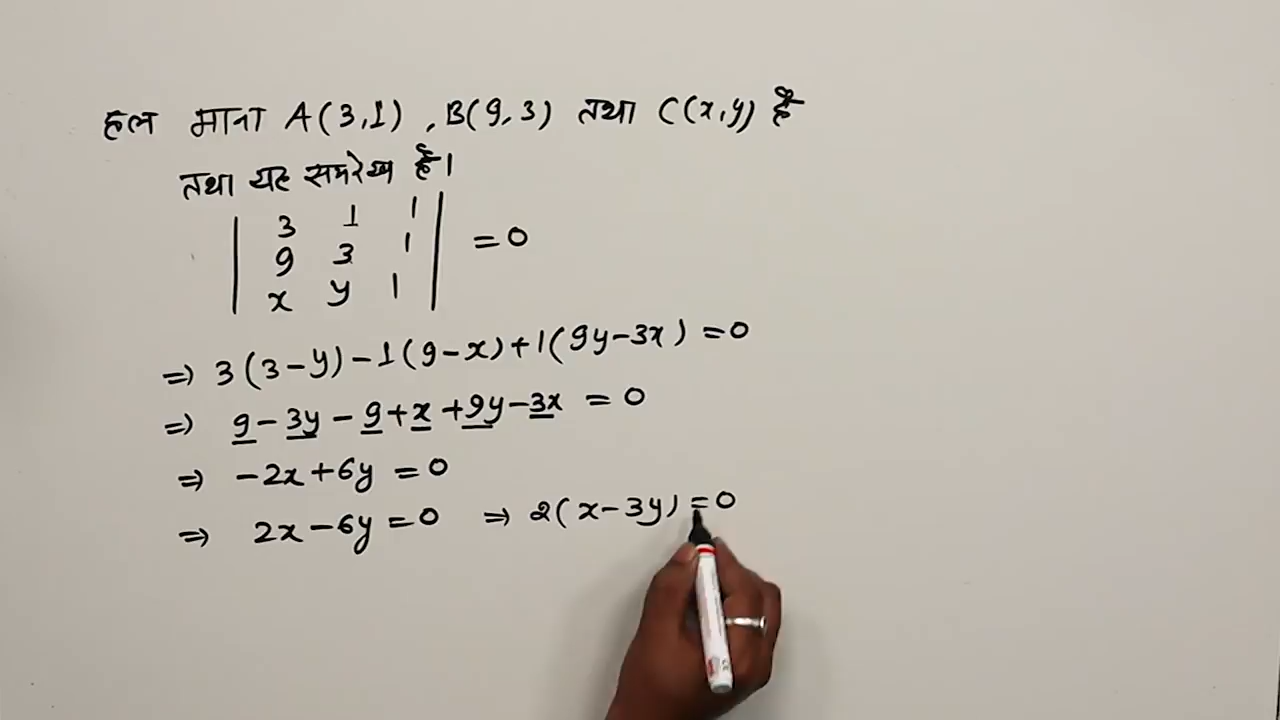 हल माना A(3,1) , B(9,3) तथा C(x,y) है
तथा यह समरेख है।
| 3 1 1 |
| 9 3 1 | = 0
| x y 1 |
⇒ 3(3-y)-1(9-x)+1(9y-3x) = 0
⇒ 9-3y-9+x+9y-3x = 0
⇒ -2x+6y = 0
⇒ 2x-6y = 0 ⇒ 2(x-3y) = 0